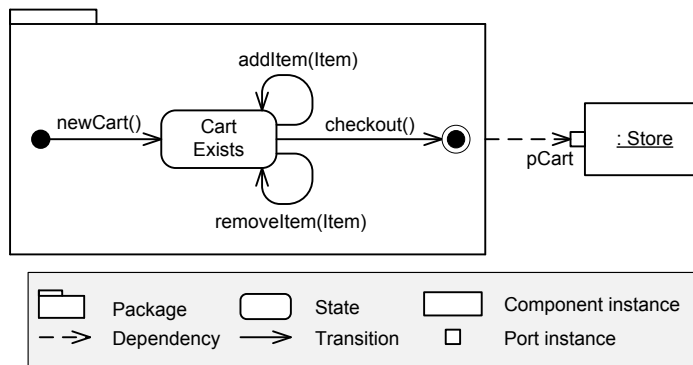 addItem(Item)
newCart()
Cart
Exists
checkout()
removeItem(Item)
pCart
: Store
Package
State
Component instance
Dependency
Transition
Port instance